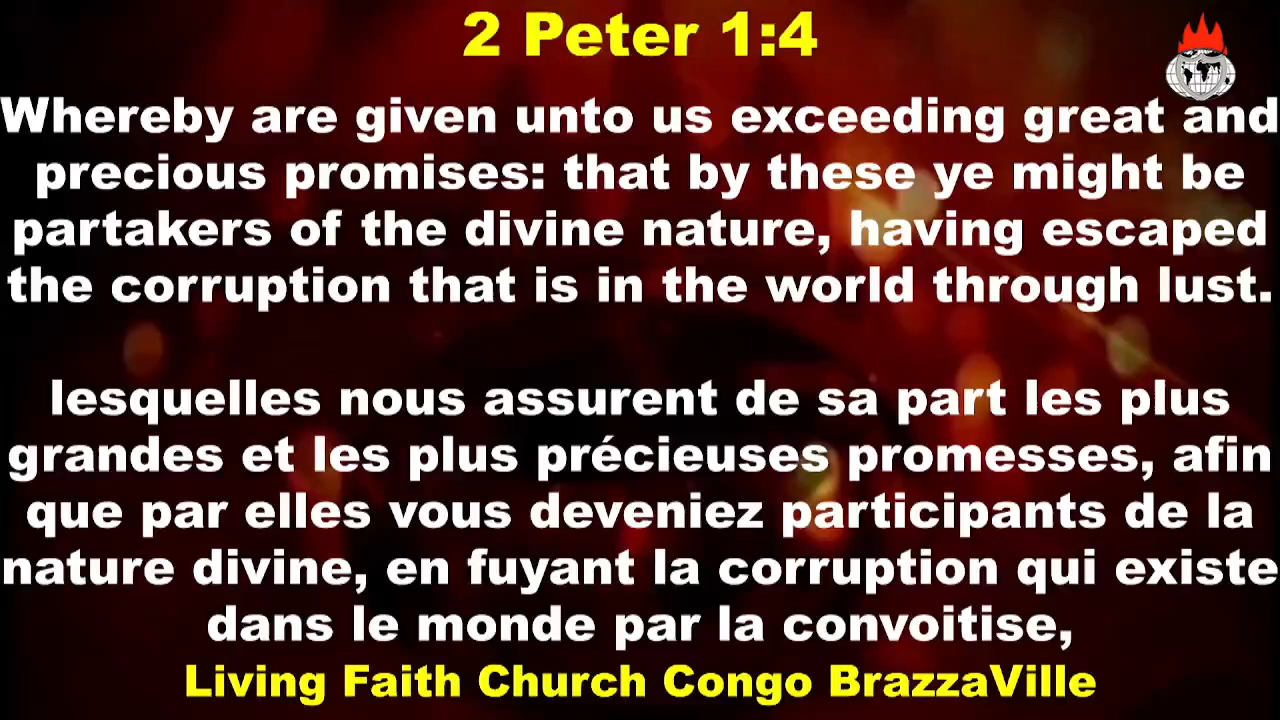 2 Peter 1:4
Whereby are given unto us exceeding great and
precious promises: that by these ye might be
partakers of the divine nature, having escaped
the corruption that is in the world through lust.
lesquelles nous assurent de sa part les plus
grandes et les plus précieuses promesses, afin
que par elles vous deveniez participants de la
nature divine, en fuyant la corruption qui existe
dans le monde par la convoitise,
Living Faith Church Congo BrazzaVille